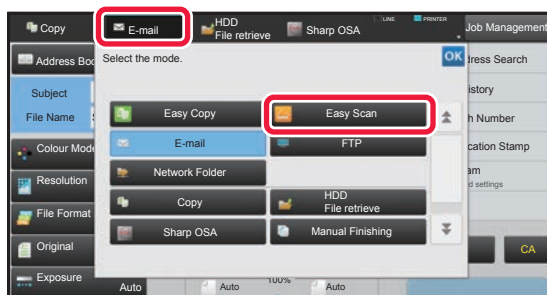 Copy
E-mail
HDD
File retrieve
Sharp OSA
LINE
PRINTER
Job Management
Address Boo
Select the mode.
OK
dress Search
Subject
istory
File Name
Easy Copy
Easy Scan
h Number
E-mail
FTP
Colour Mode
cation Stamp
Network Folder
am
d settings
Resolution
Copy
HDD
File retrieve
File Format
Sharp OSA
Manual Finishing
Original
CA
Exposure
Auto
Auto
100%
Auto